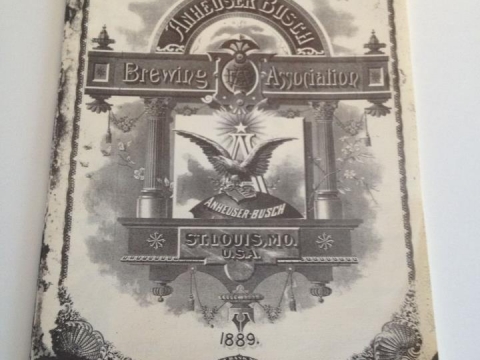 ANHEUSER BUSCH
Brewing Association
ANHEUSER-BUSCH
ST. LOUIS, MO.
U.S.A.
1889.